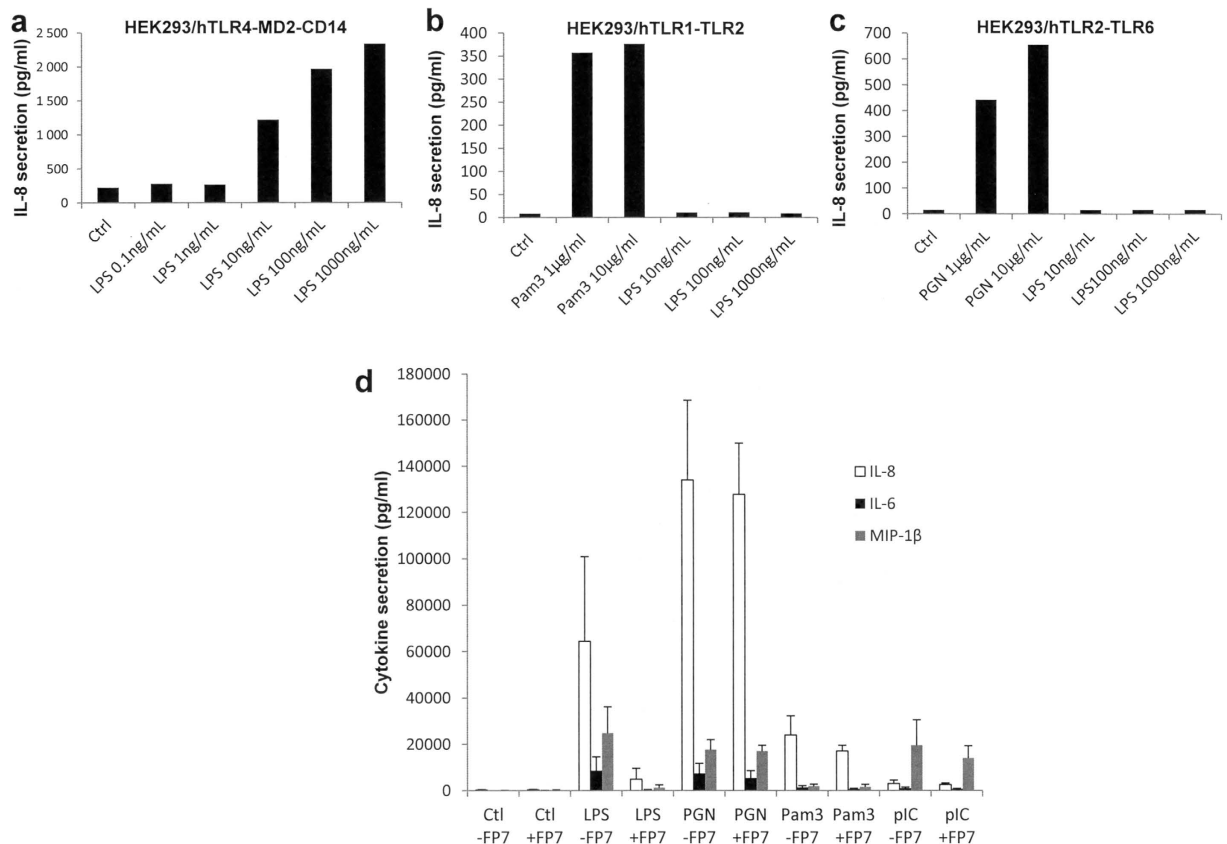 a
HEK293/hTLR4-MD2-CD14
IL-8 secretion (pg/ml)
2 500
2 000
1 500
1 000
500
0
Ctrl
LPS 0.1ng/mL
LPS 1ng/mL
LPS 10ng/mL
LPS 100ng/mL
LPS 1000ng/mL
b
HEK293/hTLR1-TLR2
IL-8 secretion (pg/ml)
400
350
300
250
200
150
100
50
0
Ctrl
Pam3 1µg/ml
Pam3 10µg/ml
LPS 10ng/mL
LPS 100ng/mL
LPS 1000ng/mL
c
HEK293/hTLR2-TLR6
IL-8 secretion (pg/ml)
700
600
500
400
300
200
100
0
Ctrl
PGN 1µg/mL
PGN 10µg/mL
LPS 10ng/mL
LPS100ng/mL
LPS 1000ng/mL
d
Cytokine secretion (pg/ml)
180000
160000
140000
120000
100000
80000
60000
40000
20000
0
IL-8
IL-6
MIP-1β
Ctl Ctl LPS LPS PGN PGN Pam3 Pam3 pIC pIC
-FP7 +FP7 -FP7 +FP7 -FP7 +FP7 -FP7 +FP7 -FP7 +FP7